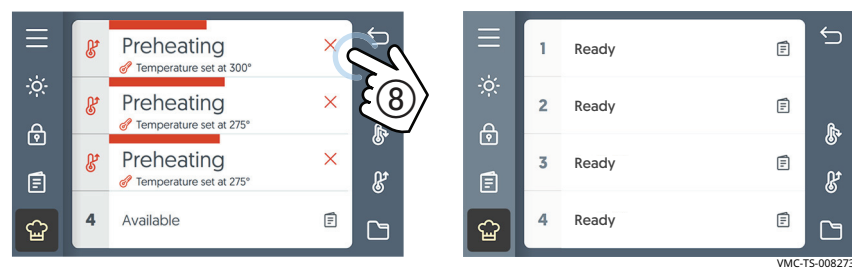 Preheating
Temperature set at 300°
Preheating
Temperature set at 275°
Preheating
Temperature set at 275°
4 Available
8
1 Ready
2 Ready
3 Ready
4 Ready
VMC-TS-008273